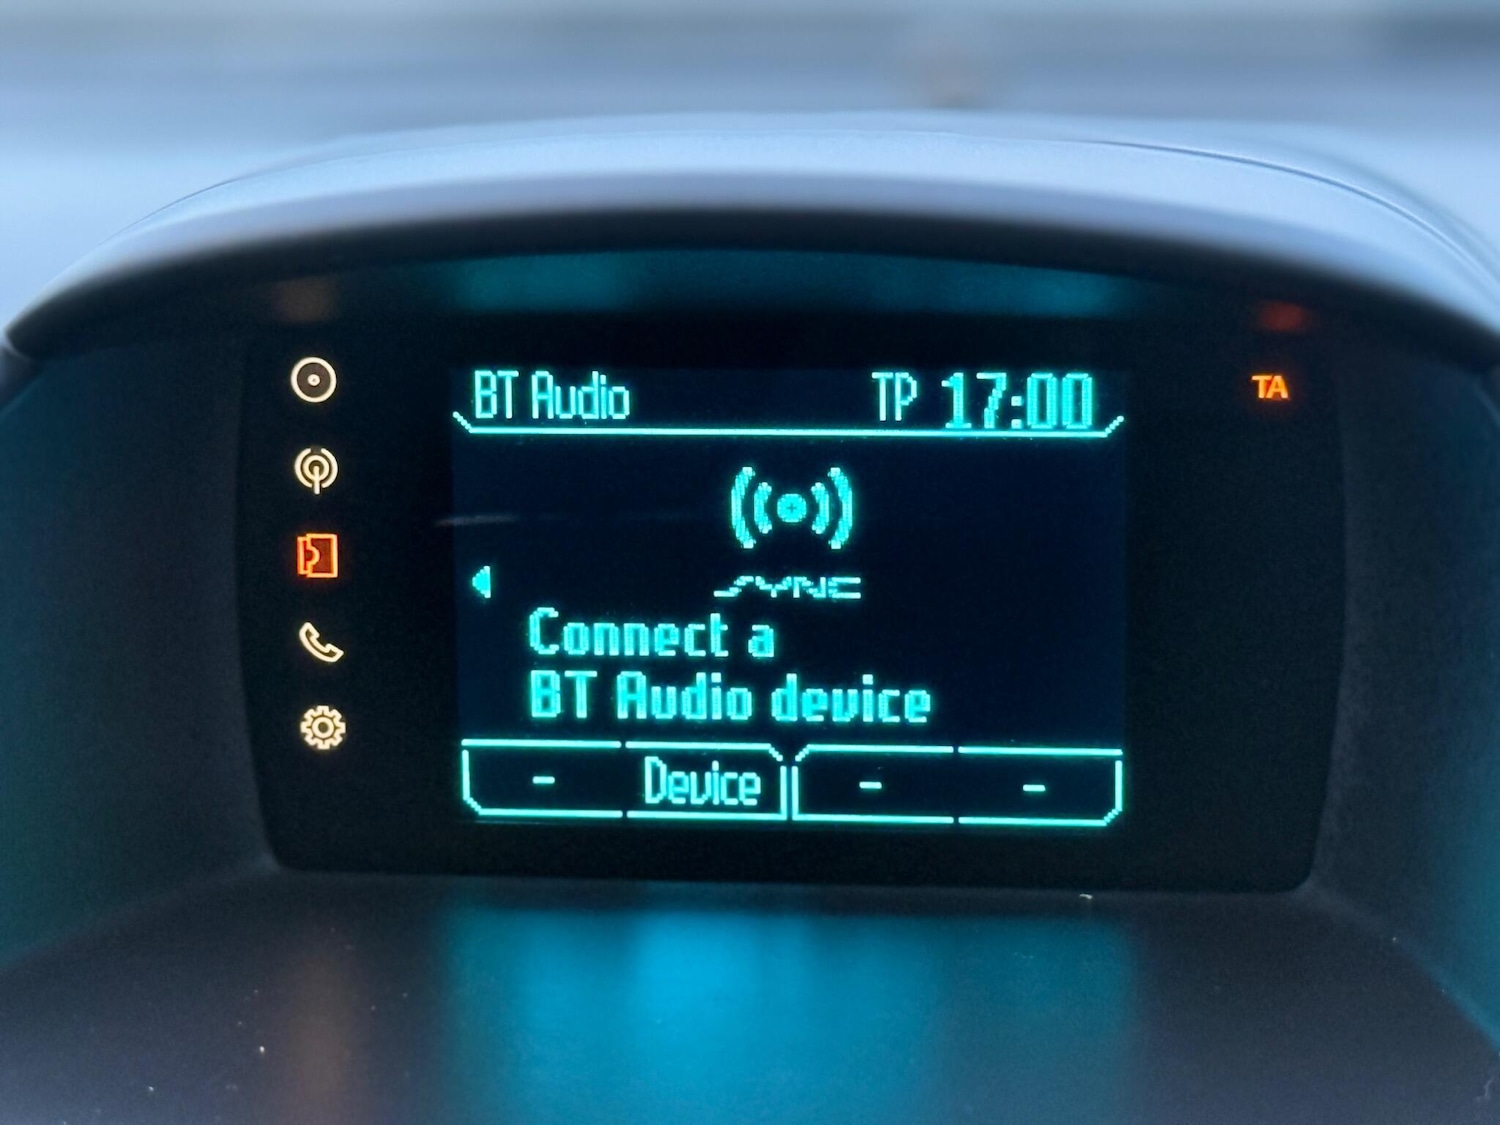 BT Audio TP 17:00
TA
SYNC
Connect a
BT Audio device
- Device - -